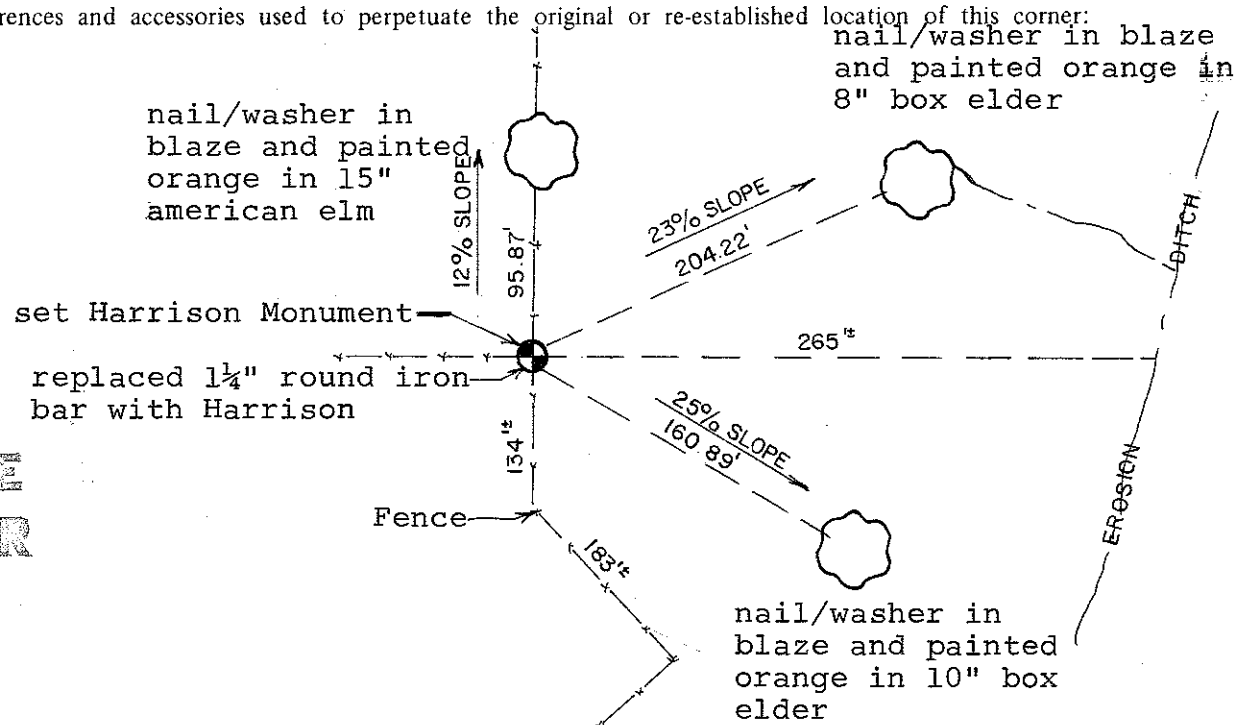 rences and accessories used to perpetuate the original or re-established location of this corner:
nail/washer in blaze
and painted orange in
8" box elder
nail/washer in
blaze and painted
orange in 15"
american elm
12% SLOPE
95.87'
23% SLOPE
204.22'
DITCH
set Harrison Monument
265'±
replaced 1¼" round iron
bar with Harrison
134'±
25% SLOPE
160.89'
EROSION
Fence
183'±
nail/washer in
blaze and painted
orange in 10" box
elder
E
R